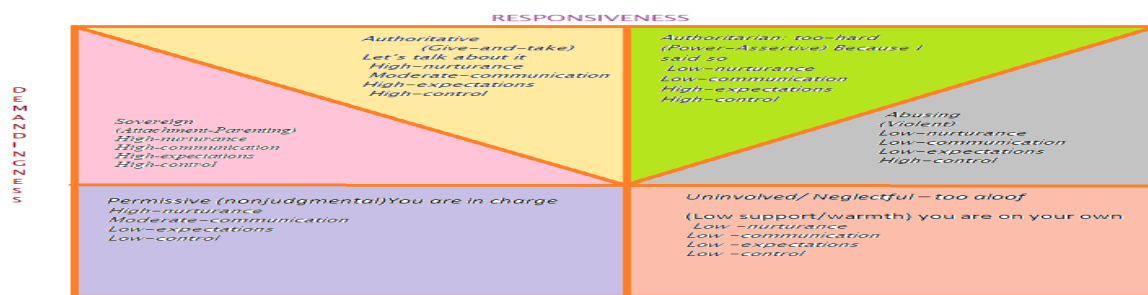 RESPONSIVENESS
DEMANDINGNESS
Authoritative
(Give-and-take)
Let's talk about it
High-nurturance
Moderate-communication
High-expectations
High-control
Sovereign
(Attachment-Parenting)
High-nurturance
High-communication
High-expectations
High-control
Authoritarian: too-hard
(Power-Assertive) Because I
said so
Low-nurturance
Low-communication
High-expectations
High-control
Abusing
(Violent)
Low-nurturance
Low-communication
Low-expectations
High-control
Permissive (nonjudgmental)You are in charge
High-nurturance
Moderate-communication
Low-expectations
Low-control
Uninvolved/ Neglectful – too aloof
(Low support/warmth) you are on your own
Low -nurturance
Low -communication
Low -expectations
Low -control